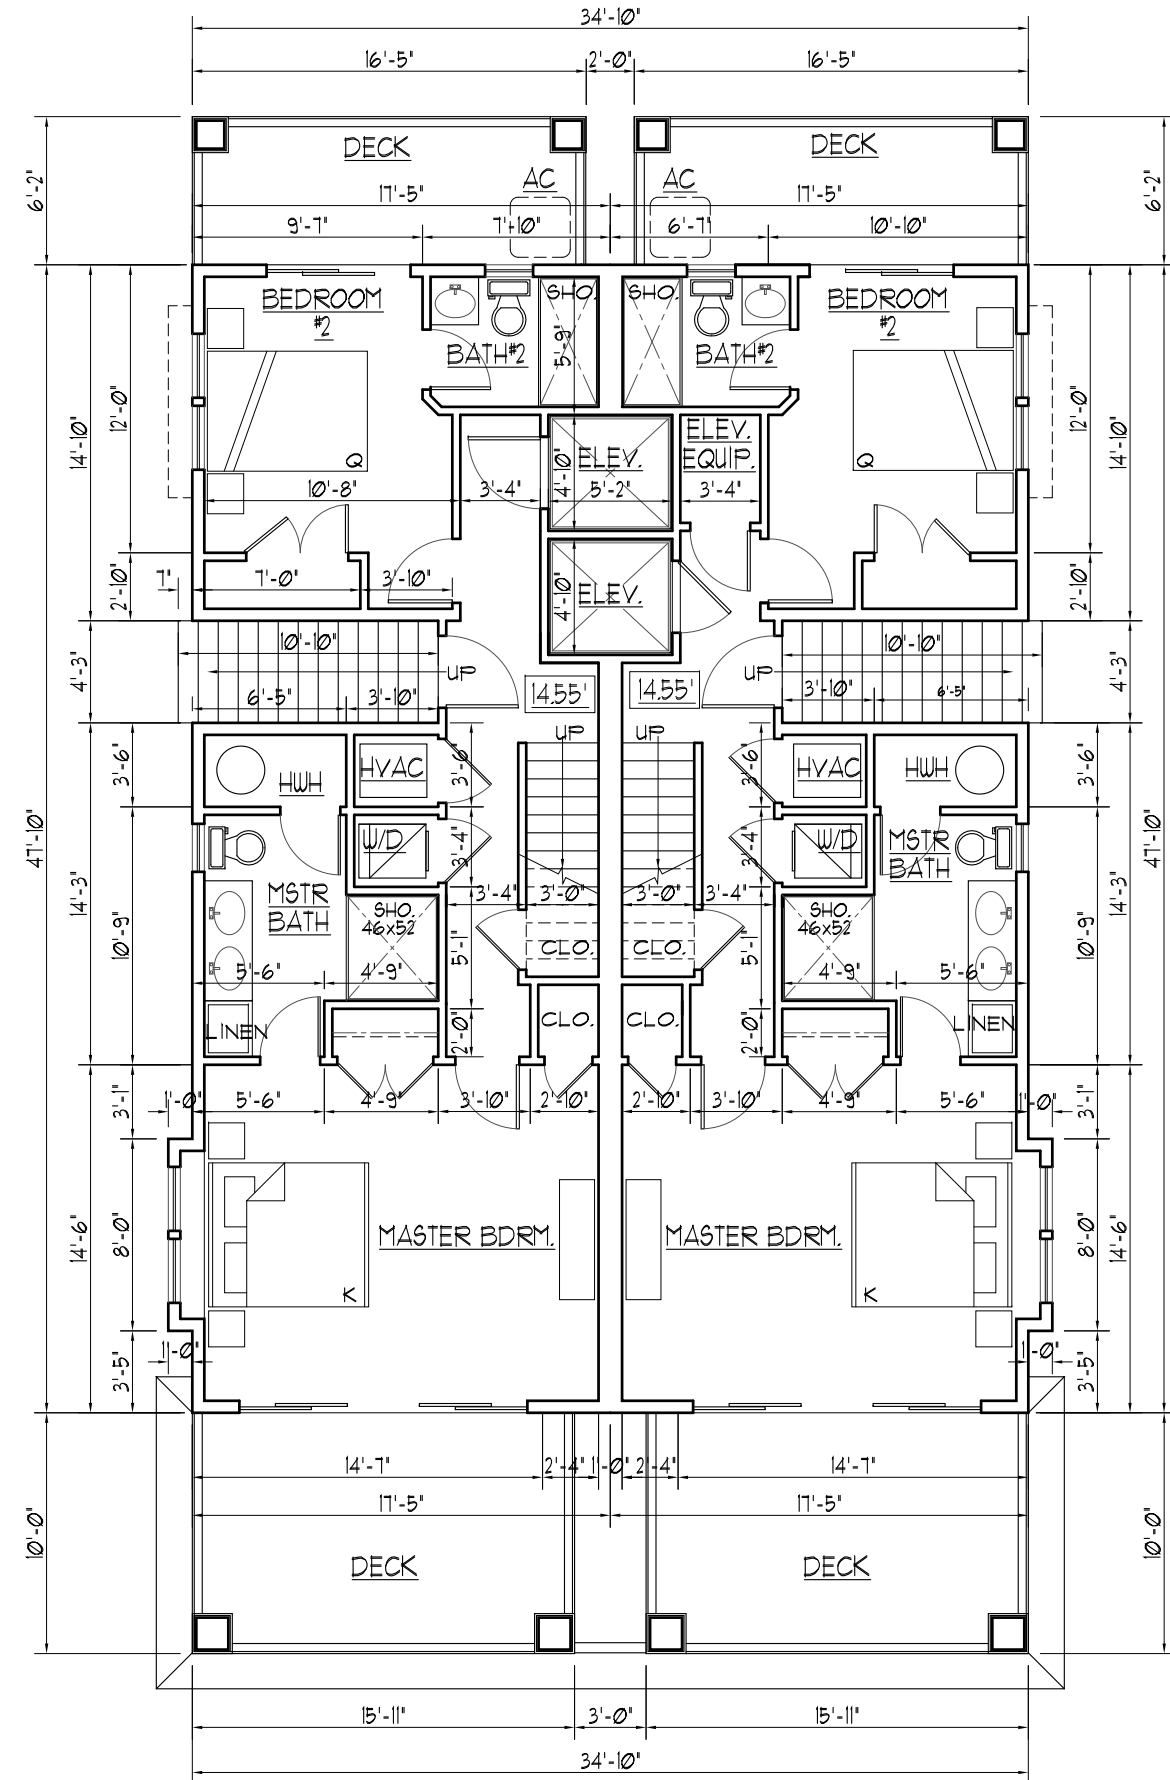 34'-10"
16'-5" 2'-0" 16'-5"
DECK DECK
AC AC
6'-2" 6'-2"
17'-5" 17'-5"
9'-7" 7'-10" 6'-7" 10'-10"
BEDROOM BEDROOM
#2 #2
SHO. SHO.
5'-9"
BATH#2 BATH#2
12'-0" 12'-0"
14'-10" 14'-10"
ELEV.
EQUIP.
ELEV.
4'-10"
Q Q
10'-8" 3'-4" 5'-2" 3'-4"
7" 7'-0" 3'-10"
2'-10" 2'-10"
4'-10"
ELEV.
10'-10" 10'-10"
4'-3" 4'-3"
UP UP
6'-5" 3'-10" 14.55' 14.55' 3'-10" 6'-5"
UP UP
3'-6" 3'-6" 3'-6" 3'-6"
HWH HVAC HVAC HWH
47'-10" 47'-10"
W/D W/D
3'-4" 3'-4"
MSTR MSTR
BATH BATH
14'-3" 14'-3"
3'-4" 3'-0" 3'-0" 3'-4"
SHO. SHO.
46x52 46x52
10'-9" 10'-9"
5'-1" 5'-1"
CLO. CLO.
5'-6" 4'-9" 4'-9" 5'-6"
LINEN LINEN
CLO. CLO.
2'-0" 2'-0"
3'-1" 3'-1"
1'-0" 5'-6" 4'-9" 3'-10" 2'-10" 2'-10" 3'-10" 4'-9" 5'-6" 1'-0"
14'-6" 8'-0" 8'-0" 14'-6"
MASTER BDRM. MASTER BDRM.
K K
1'-0" 1'-0"
3'-5" 3'-5"
14'-7" 2'-4" 1'-0" 2'-4" 14'-7"
17'-5" 17'-5"
10'-0" 10'-0"
DECK DECK
15'-11" 3'-0" 15'-11"
34'-10"